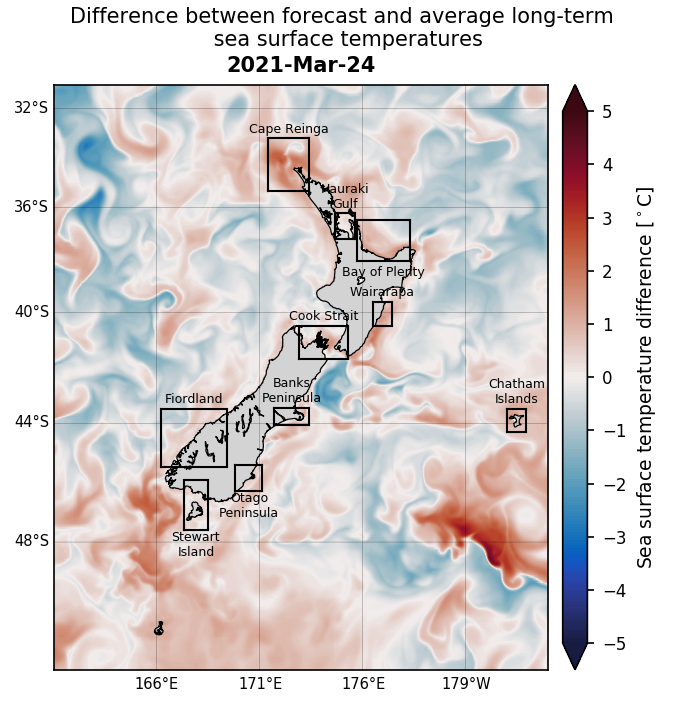 Difference between forecast and average long-term
sea surface temperatures
2021-Mar-24
32°S
36°S
40°S
44°S
48°S
Cape Reinga
Hauraki
Gulf
Bay of Plenty
Wairarapa
Cook Strait
Banks
Peninsula
Chatham
Islands
Fiordland
Otago
Peninsula
Stewart
Island
166°E
171°E
176°E
179°W
5
4
3
2
1
0
−1
−2
−3
−4
−5
Sea surface temperature difference [°C]